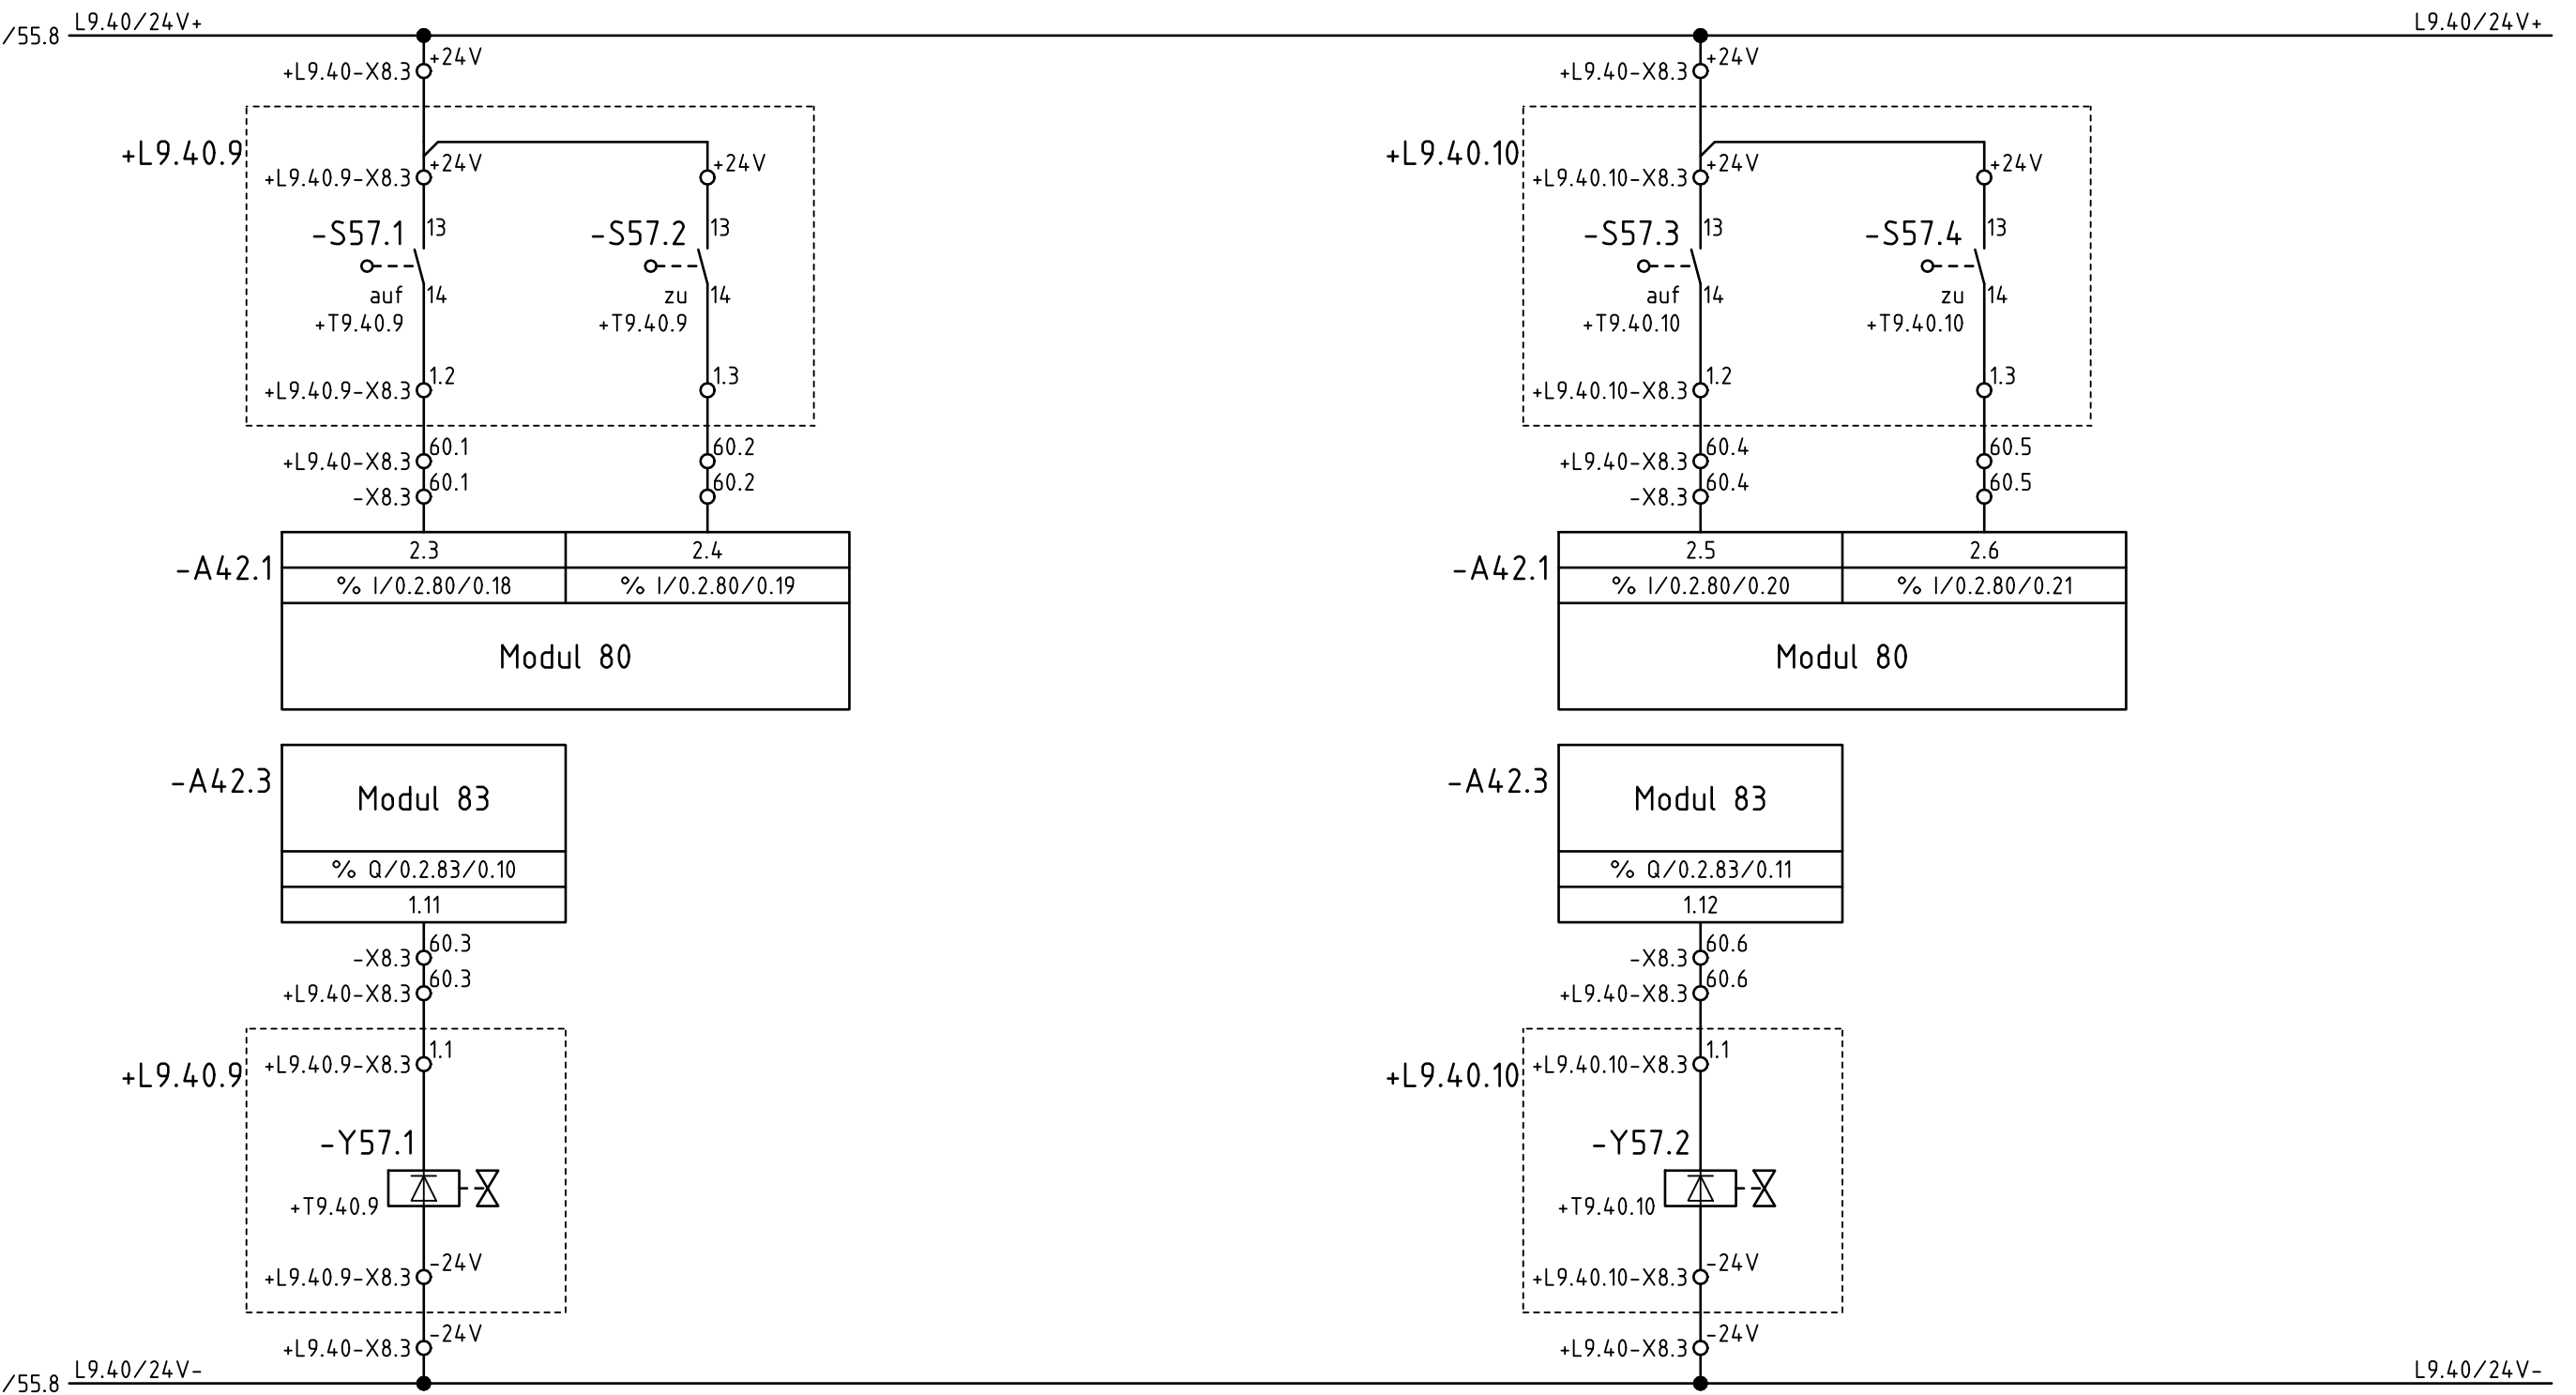 L9.40/24V+ L9.40/24V+
/55.8
+24V +24V
+L9.40-X8.3 +L9.40-X8.3
+L9.40.9 +L9.40.10
+24V +24V +24V +24V
+L9.40.9-X8.3 +L9.40.10-X8.3
13 13 13 13
-S57.1 -S57.2 -S57.3 -S57.4
auf 14 zu 14 auf 14 zu 14
+T9.40.9 +T9.40.9 +T9.40.10 +T9.40.10
1.2 1.3 1.2 1.3
+L9.40.9-X8.3 +L9.40.10-X8.3
60.1 60.2 60.4 60.5
+L9.40-X8.3 +L9.40-X8.3
60.1 60.2 60.4 60.5
-X8.3 -X8.3
2.3 2.4 2.5 2.6
-A42.1 -A42.1
% I/0.2.80/0.18 % I/0.2.80/0.19 % I/0.2.80/0.20 % I/0.2.80/0.21
Modul 80 Modul 80
-A42.3 -A42.3
Modul 83 Modul 83
% Q/0.2.83/0.10 % Q/0.2.83/0.11
1.11 1.12
60.3 60.6
-X8.3 -X8.3
60.3 60.6
+L9.40-X8.3 +L9.40-X8.3
1.1 1.1
+L9.40.9 +L9.40.9-X8.3 +L9.40.10 +L9.40.10-X8.3
-Y57.1 -Y57.2
+T9.40.9 +T9.40.10
-24V -24V
+L9.40.9-X8.3 +L9.40.10-X8.3
-24V -24V
+L9.40-X8.3 +L9.40-X8.3
L9.40/24V- L9.40/24V-
/55.8